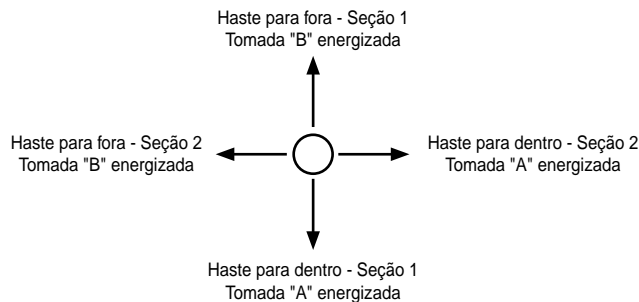 Haste para fora - Seção 1
Tomada "B" energizada
Haste para fora - Seção 2
Tomada "B" energizada
Haste para dentro - Seção 2
Tomada "A" energizada
Haste para dentro - Seção 1
Tomada "A" energizada